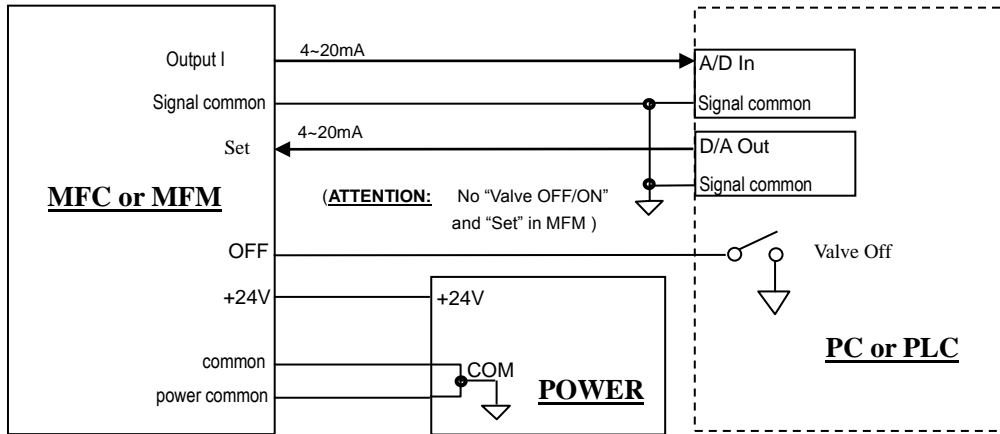 Output I
4~20mA
A/D In
Signal common
Signal common
Set
4~20mA
D/A Out
Signal common
MFC or MFM
(ATTENTION: No “Valve OFF/ON”
and “Set” in MFM )
OFF
Valve Off
+24V
+24V
PC or PLC
common
COM
POWER
power common